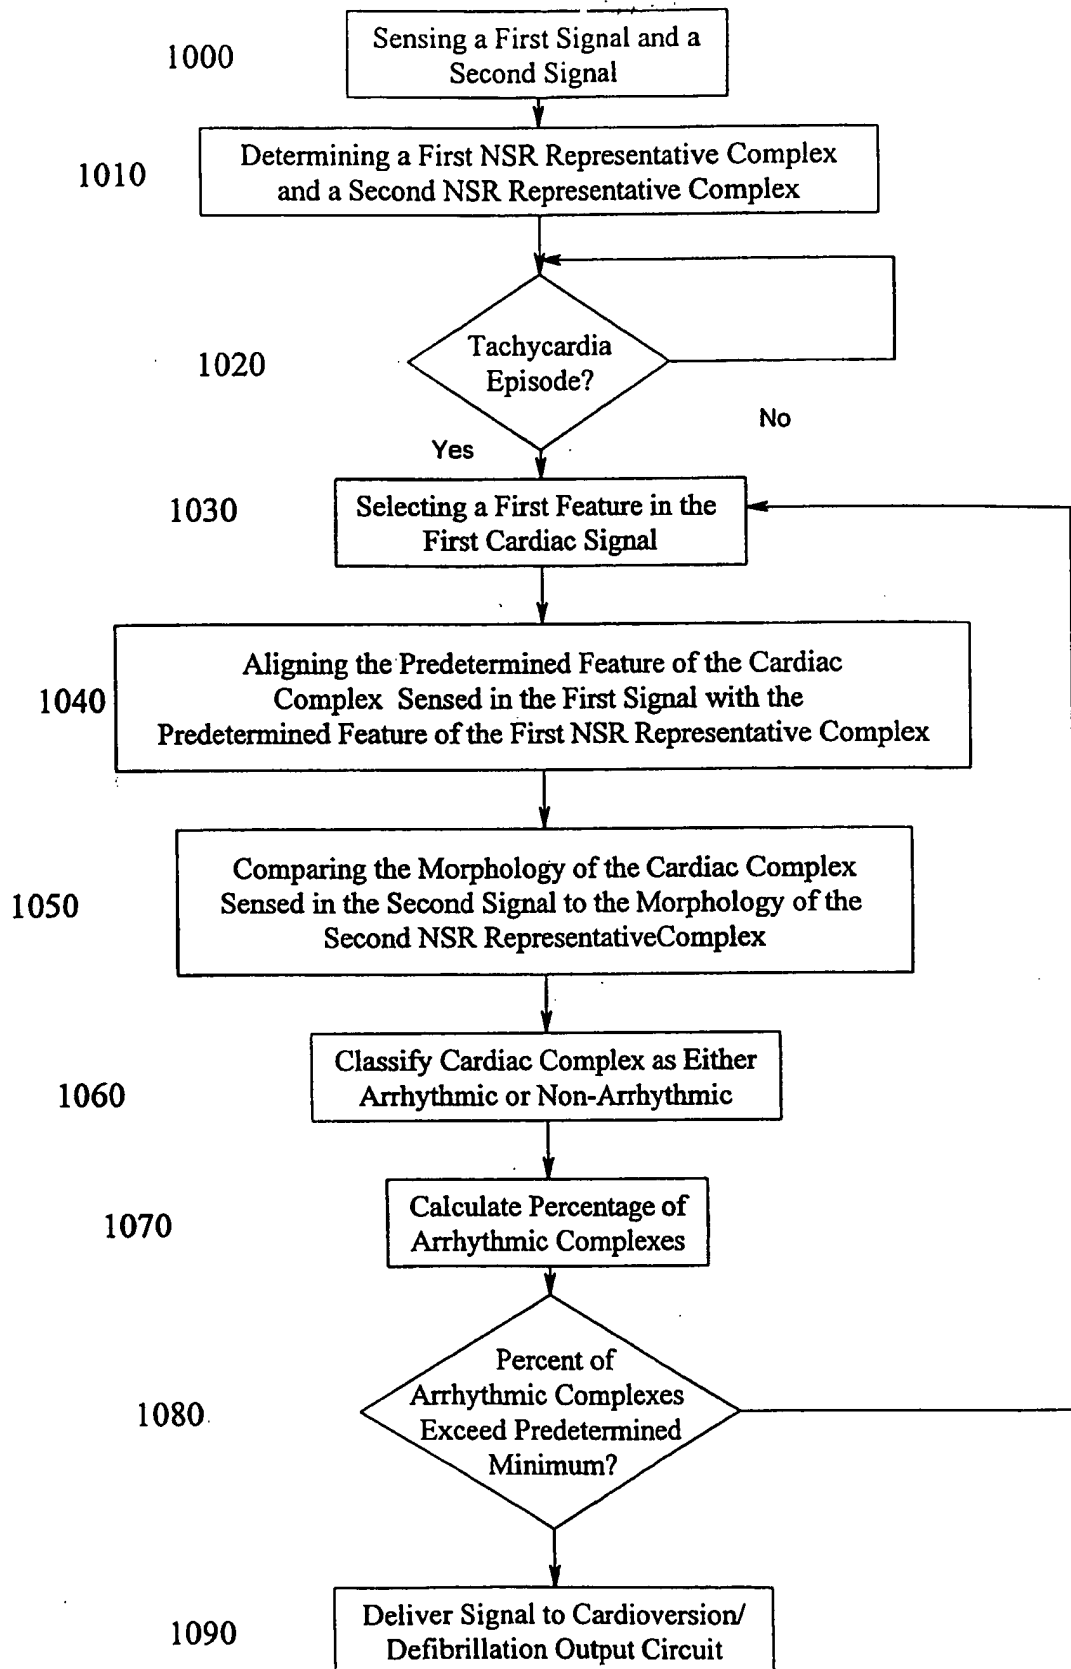 1000
Sensing a First Signal and a
Second Signal
1010
Determining a First NSR Representative Complex
and a Second NSR Representative Complex
1020
Tachycardia
Episode?
No
Yes
1030
Selecting a First Feature in the
First Cardiac Signal
1040
Aligning the Predetermined Feature of the Cardiac
Complex Sensed in the First Signal with the
Predetermined Feature of the First NSR Representative Complex
1050
Comparing the Morphology of the Cardiac Complex
Sensed in the Second Signal to the Morphology of the
Second NSR RepresentativeComplex
1060
Classify Cardiac Complex as Either
Arrhythmic or Non-Arrhythmic
1070
Calculate Percentage of
Arrhythmic Complexes
1080
Percent of
Arrhythmic Complexes
Exceed Predetermined
Minimum?
1090
Deliver Signal to Cardioversion/
Defibrillation Output Circuit